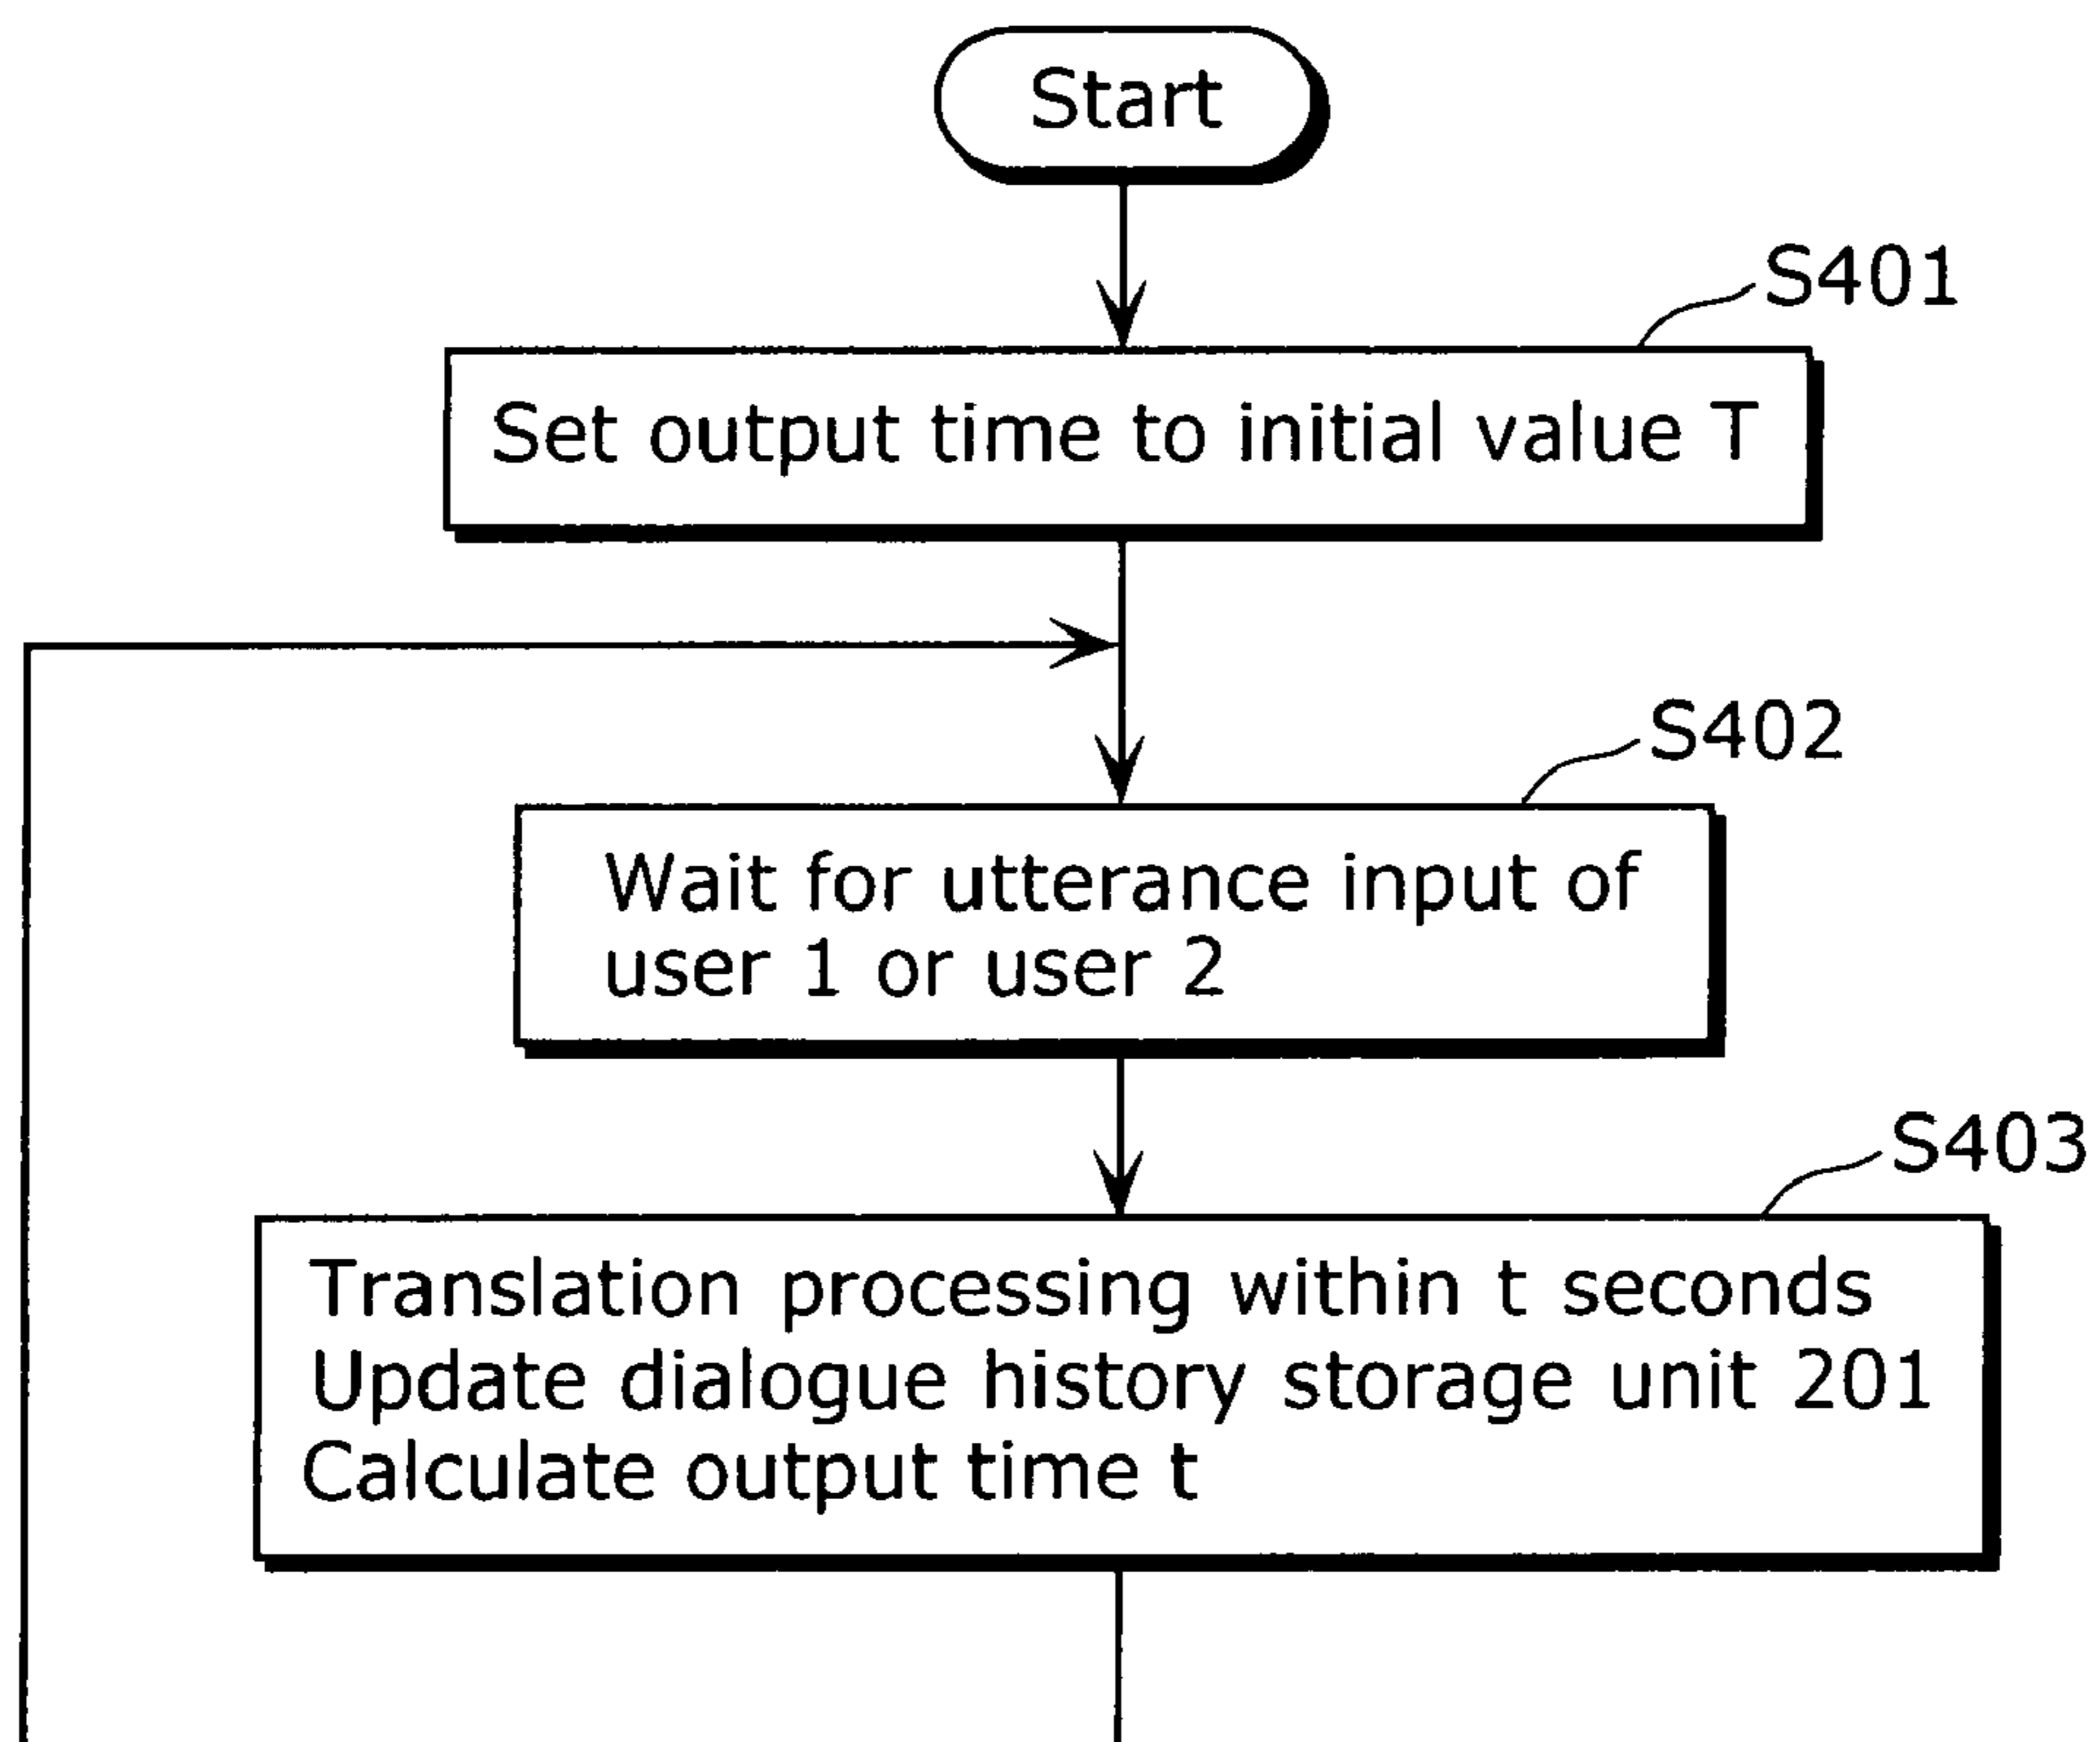 Start
S401
Set output time to initial value T
S402
Wait for utterance input of
user 1 or user 2
S403
Translation processing within t seconds
Update dialogue history storage unit 201
Calculate output time t